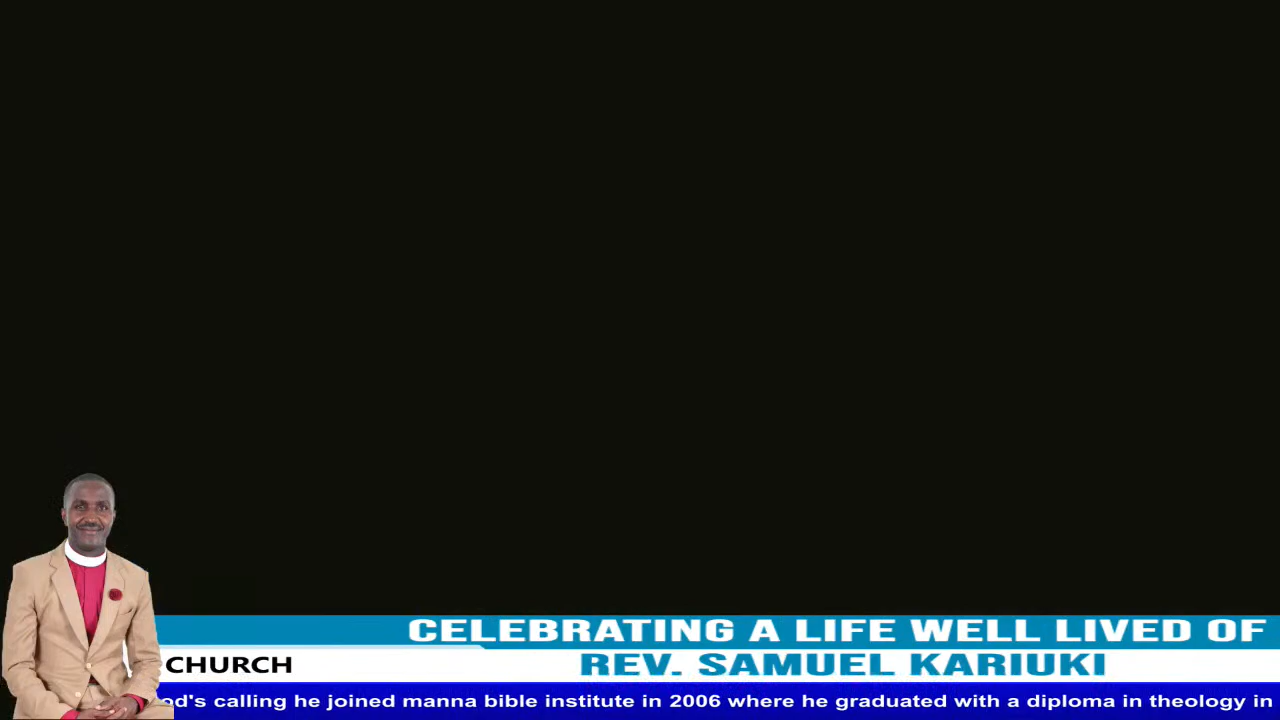 CELEBRATING A LIFE WELL LIVED OF
CHURCH
REV. SAMUEL KARIUKI
od's calling he joined manna bible institute in 2006 where he graduated with a diploma in theology in